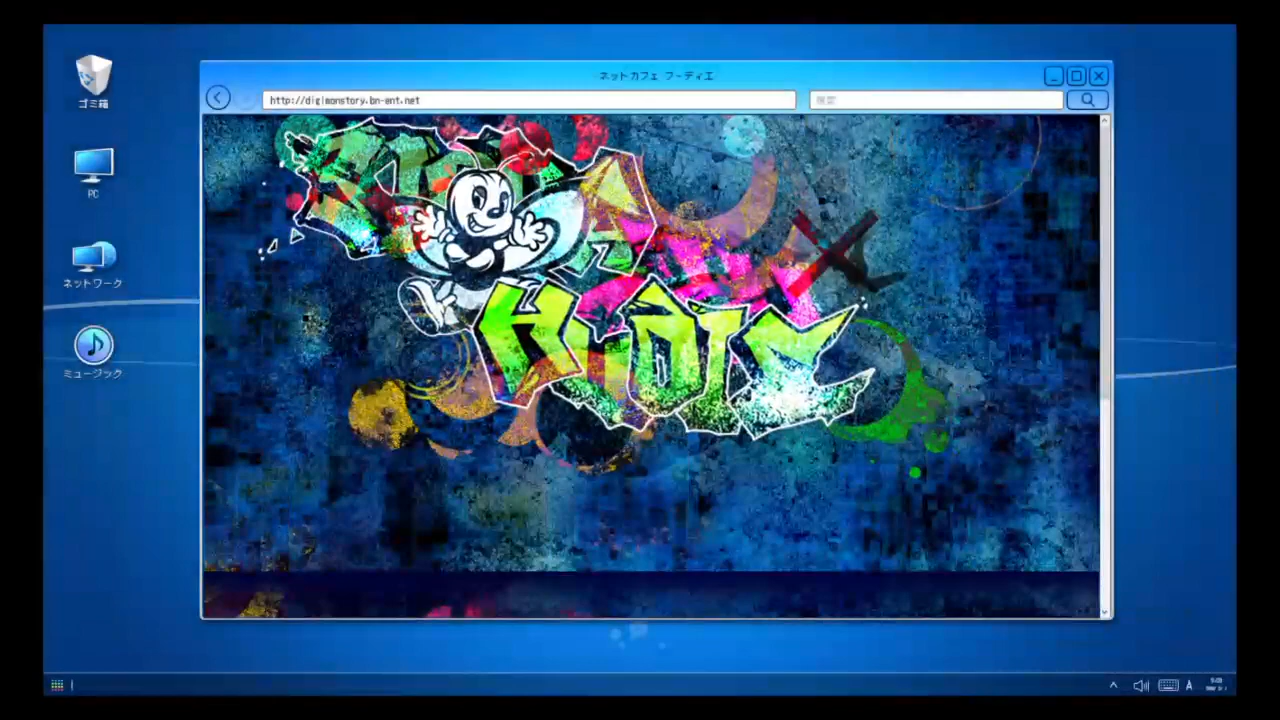 ゴミ箱
PC
ネットワーク
ミュージック
ネットカフェ フーディエ
http://digimonstory.bn-ent.net
検索
HUDIE
A